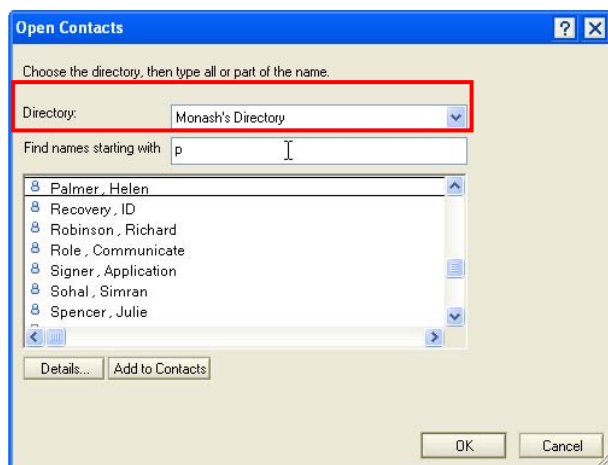 Open Contacts
Choose the directory, then type all or part of the name.
Directory: Monash's Directory
Find names starting with p
Palmer , Helen
Recovery , ID
Robinson , Richard
Role , Communicate
Signer , Application
Sohal , Simran
Spencer , Julie
Details... Add to Contacts
OK Cancel